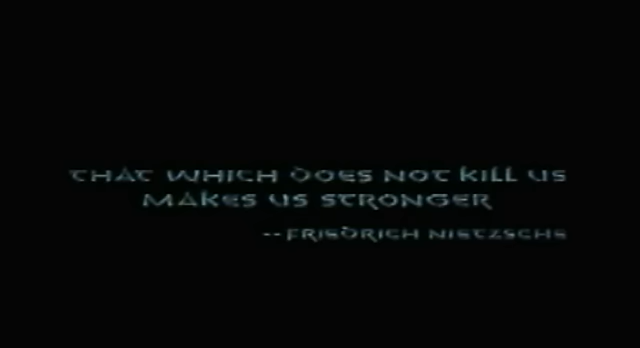 THAT WHICH DOES NOT KILL US
MAKES US STRONGER
-- FRIEDRICH NIETZSCHE